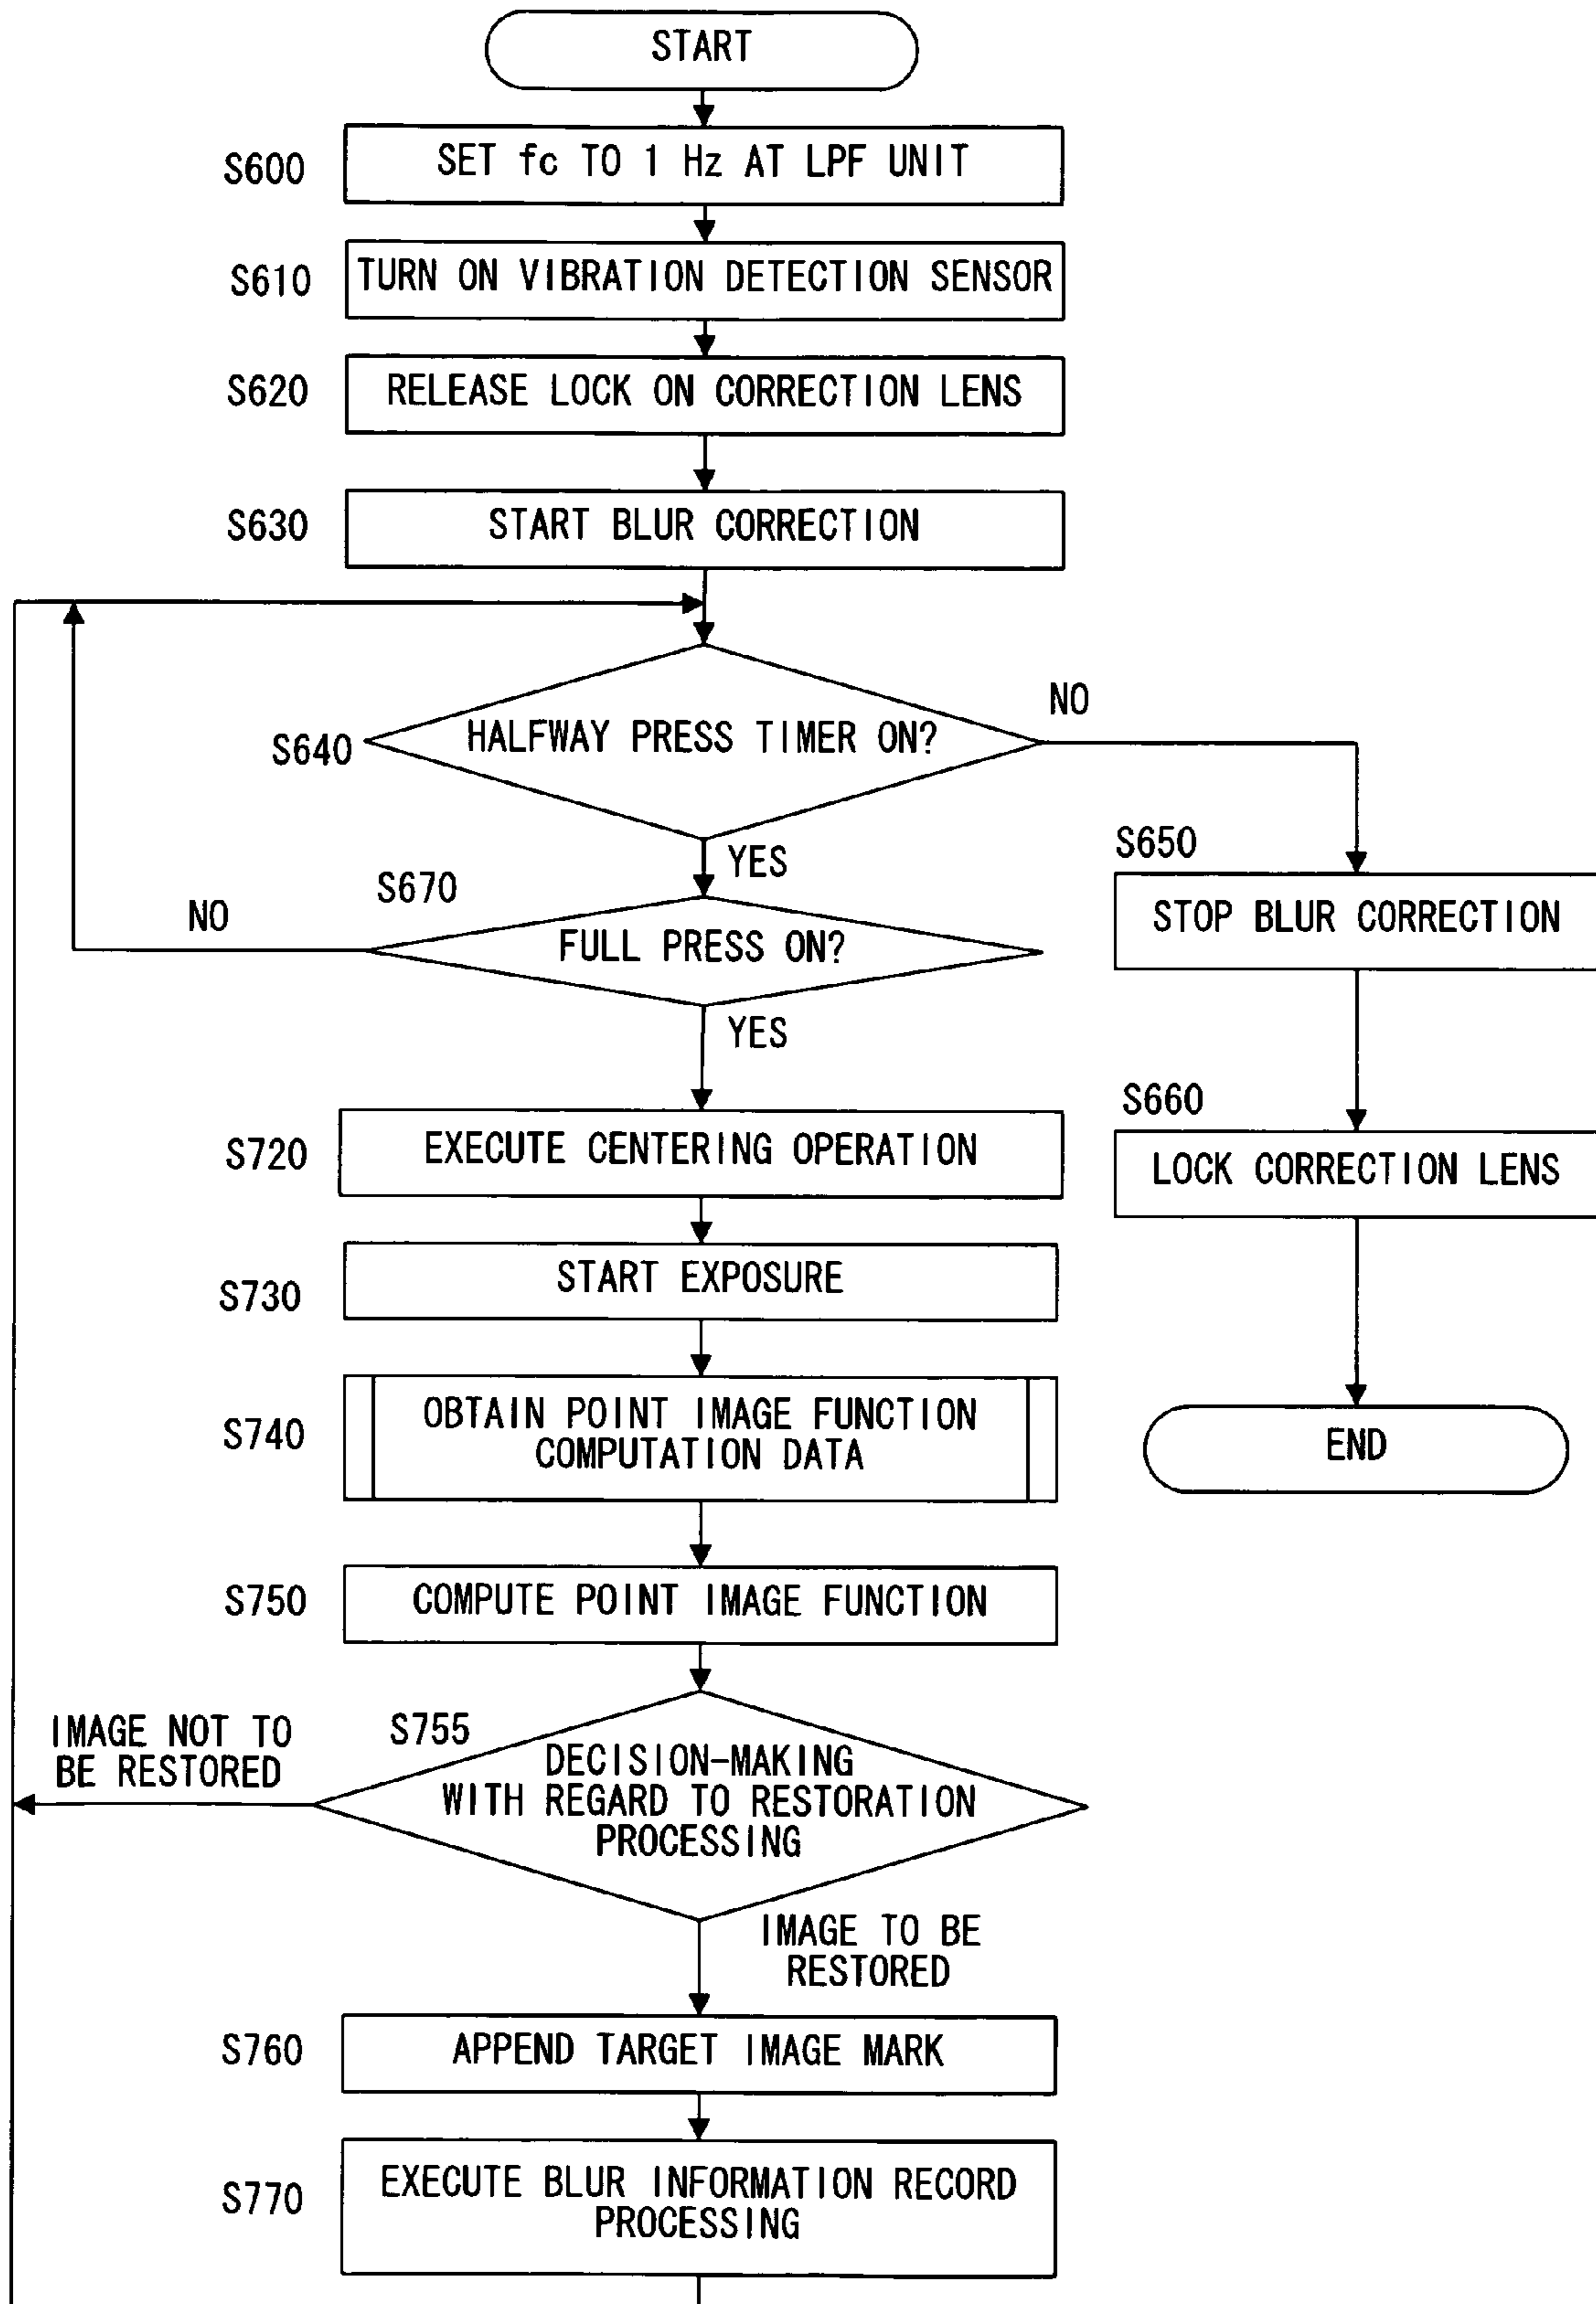 START
S600
SET fc TO 1 Hz AT LPF UNIT
S610
TURN ON VIBRATION DETECTION SENSOR
S620
RELEASE LOCK ON CORRECTION LENS
S630
START BLUR CORRECTION
S640
HALFWAY PRESS TIMER ON?
NO
YES
S650
STOP BLUR CORRECTION
S660
LOCK CORRECTION LENS
END
S670
FULL PRESS ON?
NO
YES
S720
EXECUTE CENTERING OPERATION
S730
START EXPOSURE
S740
OBTAIN POINT IMAGE FUNCTION
COMPUTATION DATA
S750
COMPUTE POINT IMAGE FUNCTION
S755
DECISION-MAKING
WITH REGARD TO RESTORATION
PROCESSING
IMAGE NOT TO
BE RESTORED
IMAGE TO BE
RESTORED
S760
APPEND TARGET IMAGE MARK
S770
EXECUTE BLUR INFORMATION RECORD
PROCESSING